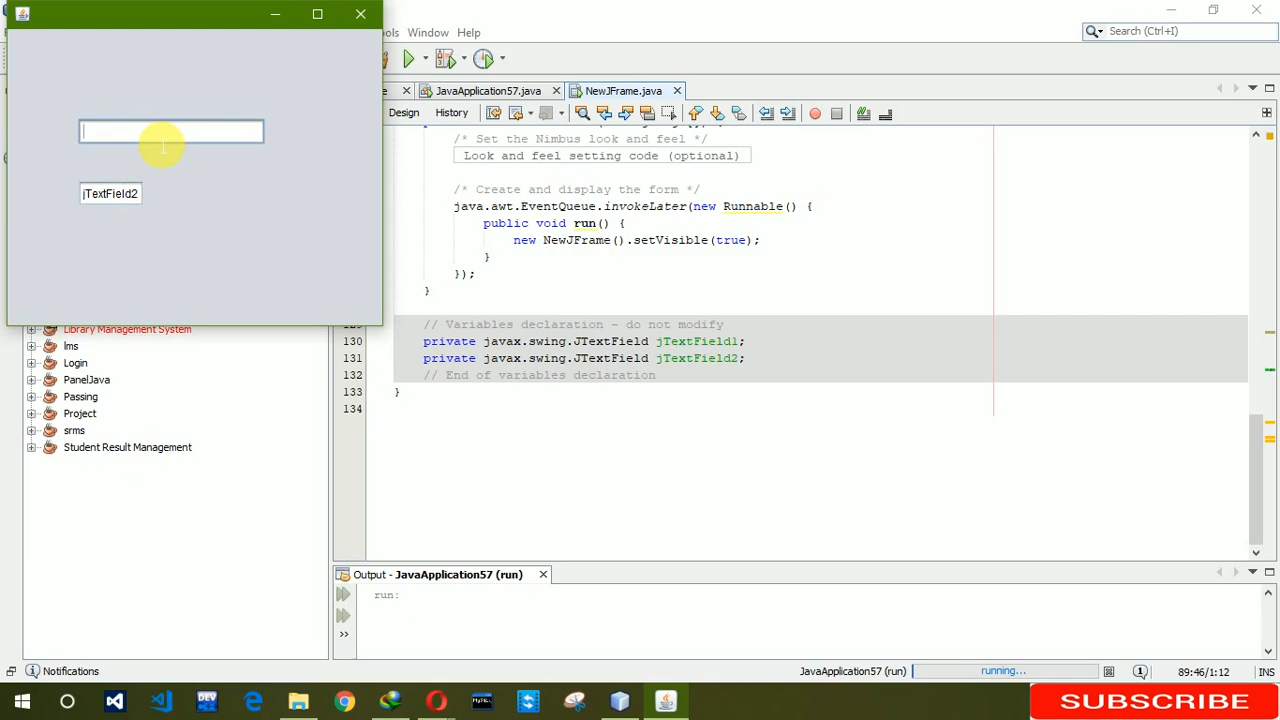 ols Window Help
Search (Ctrl+I)
JavaApplication57.java
NewJFrame.java
Design History
/* Set the Nimbus look and feel */
Look and feel setting code (optional)
/* Create and display the form */
java.awt.EventQueue.invokeLater(new Runnable() {
public void run() {
new NewJFrame().setVisible(true);
}
});
}
// Variables declaration - do not modify
130 private javax.swing.JTextField jTextField1;
131 private javax.swing.JTextField jTextField2;
132 // End of variables declaration
133 }
134
jTextField2
Library Management System
lms
Login
PanelJava
Passing
Project
srms
Student Result Management
Output - JavaApplication57 (run)
run:
Notifications
JavaApplication57 (run) running... 1 89:46/1:12 INS
SUBSCRIBE